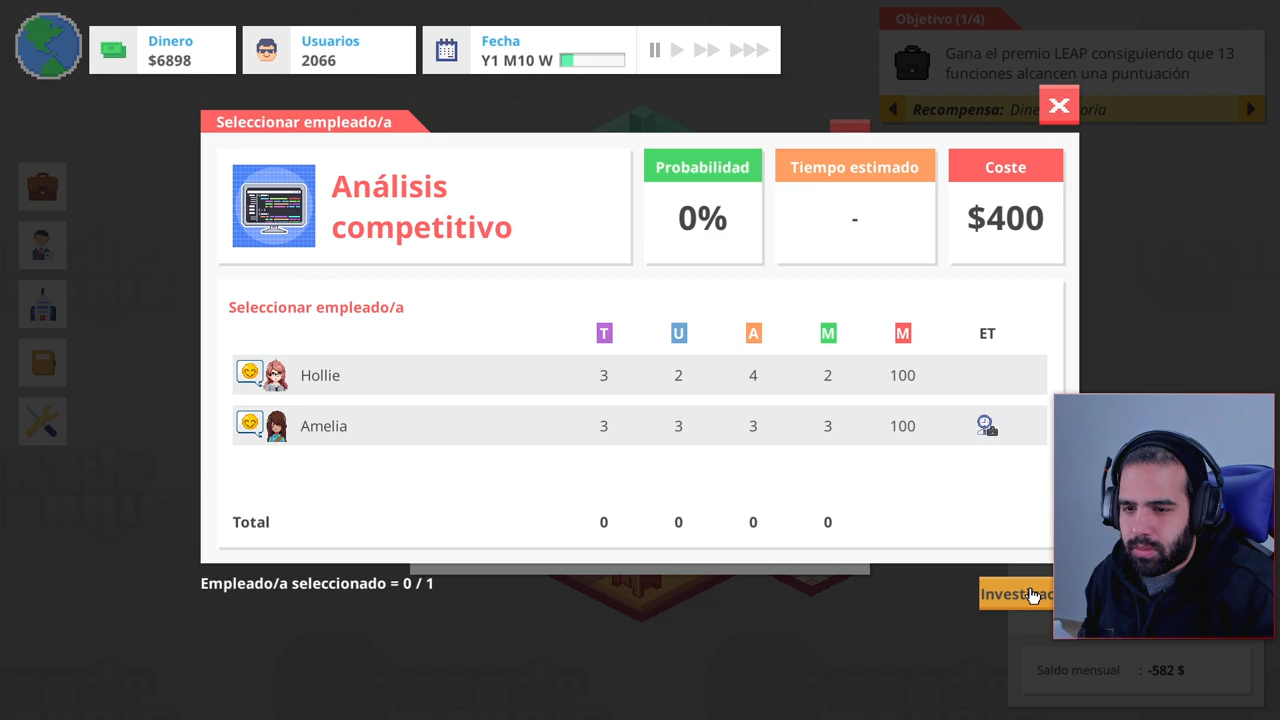 Dinero
$6898
Usuarios
2066
Fecha
Y1 M10 W
Objetivo (1/4)
Gana el premio LEAP consiguiendo que 13
funciones alcancen una puntuación
Recompensa:
Seleccionar empleado/a
Análisis
competitivo
Probabilidad
0%
Tiempo estimado
-
Coste
$400
Seleccionar empleado/a
T U A M M ET
Hollie 3 2 4 2 100
Amelia 3 3 3 3 100
Total 0 0 0 0
Empleado/a seleccionado = 0 / 1
Saldo mensual : -582 $